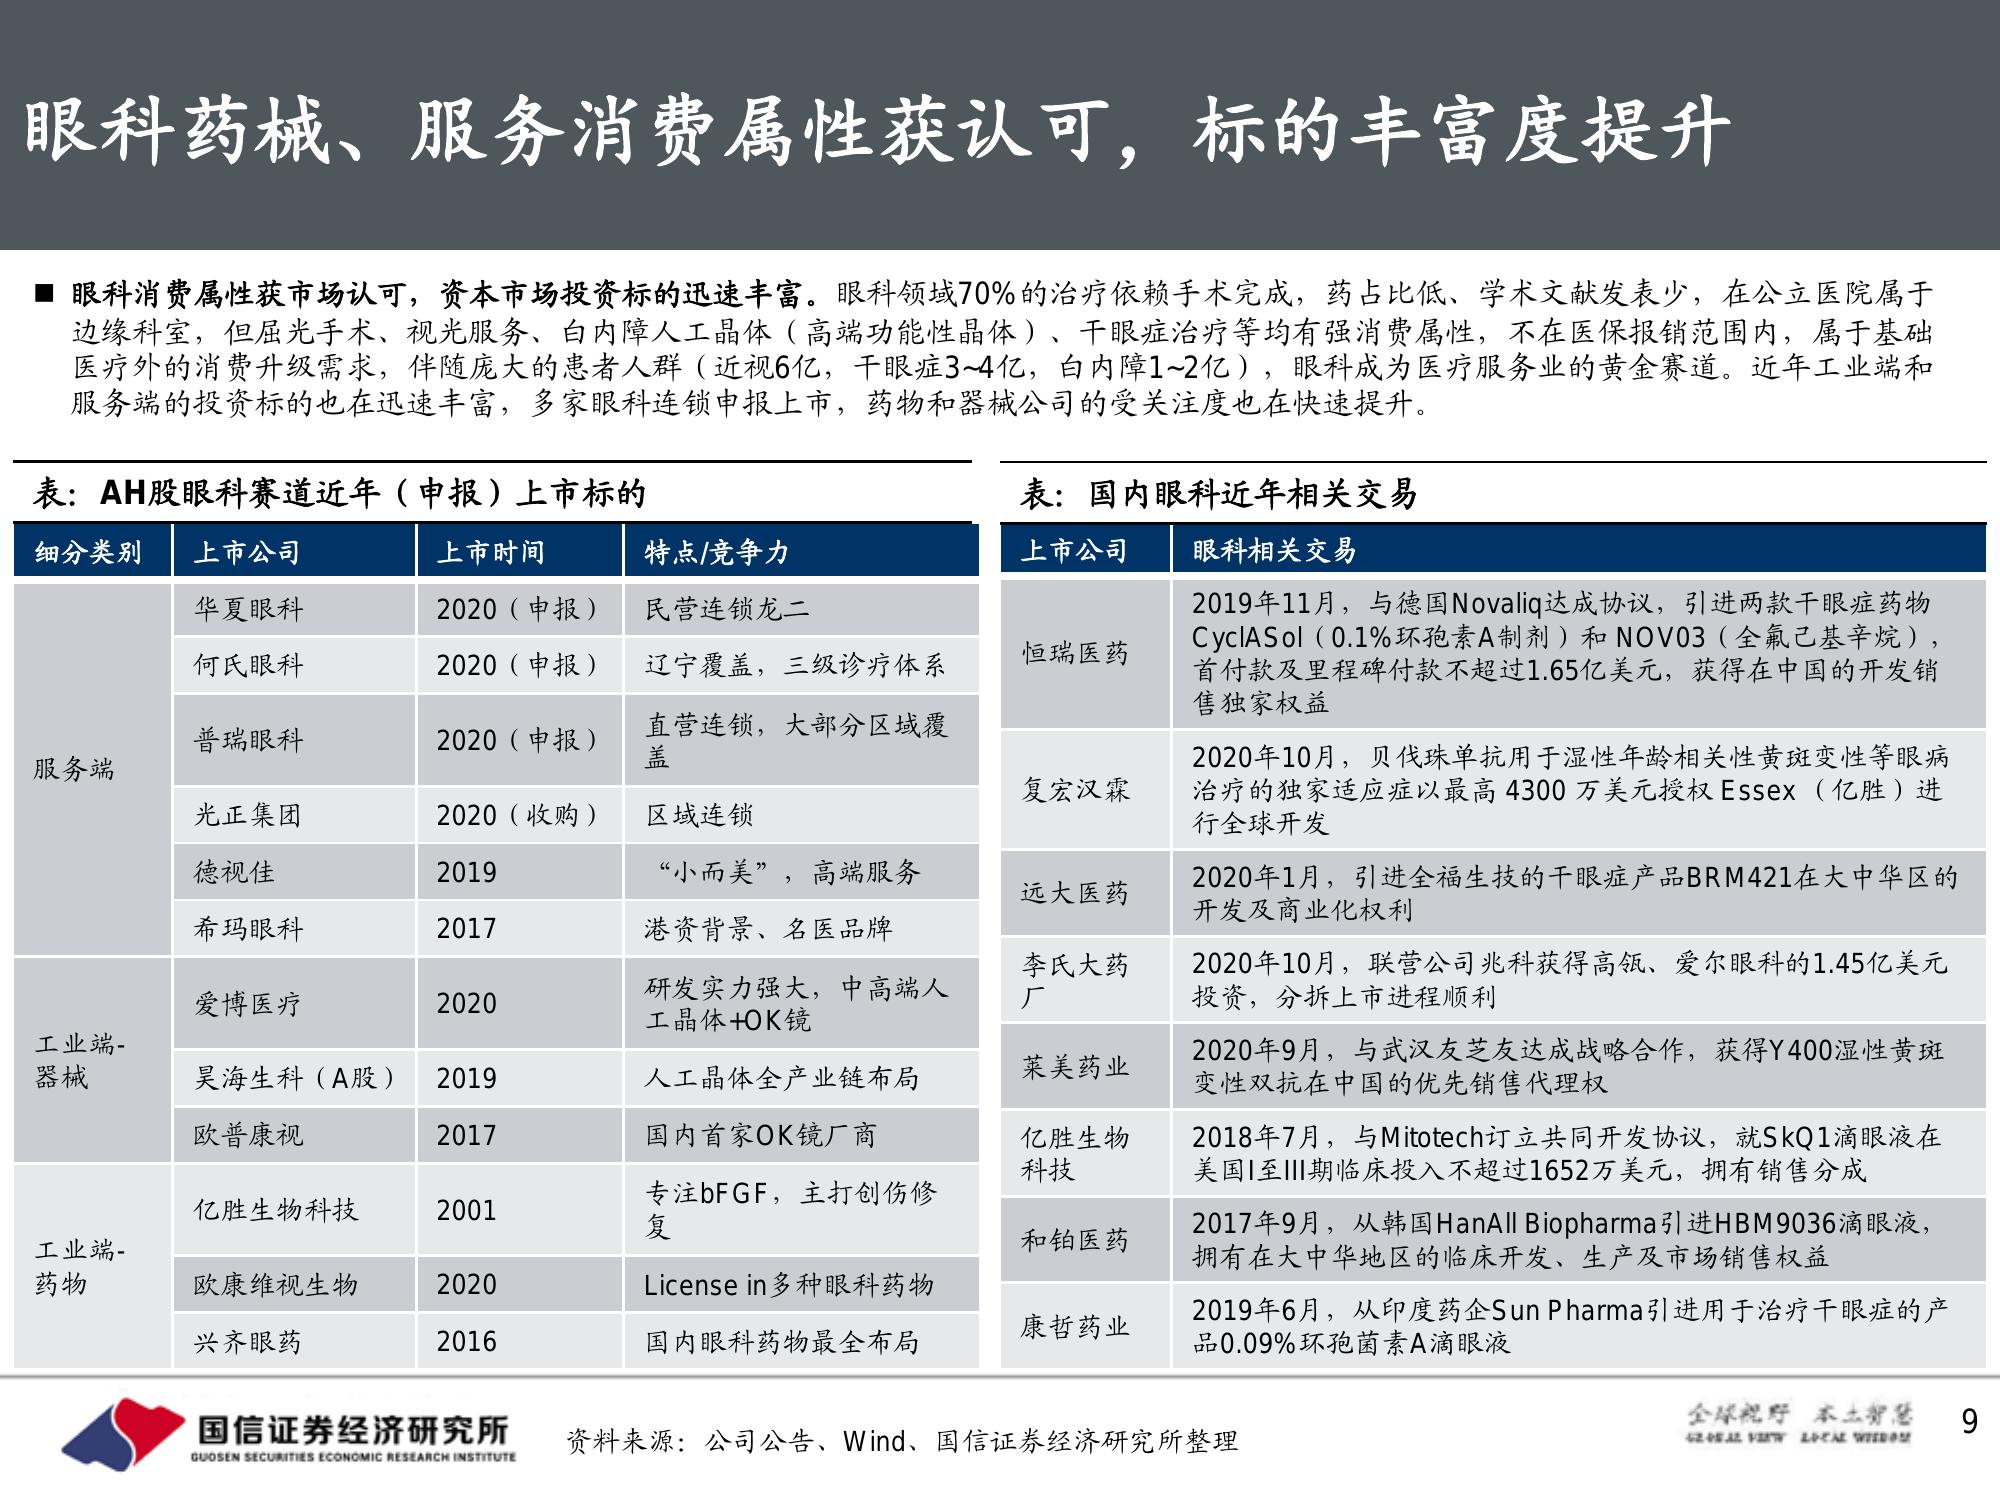 眼科药械、服务消费属性获认可，标的丰富度提升
■ 眼科消费属性获市场认可，资本市场投资标的迅速丰富。眼科领域70%的治疗依赖手术完成，药占比低、学术文献发表少，在公立医院属于
边缘科室，但屈光手术、视光服务、白内障人工晶体（高端功能性晶体）、干眼症治疗等均有强消费属性，不在医保报销范围内，属于基础
医疗外的消费升级需求，伴随庞大的患者人群（近视6亿，干眼症3~4亿，白内障1~2亿），眼科成为医疗服务业的黄金赛道。近年工业端和
服务端的投资标的也在迅速丰富，多家眼科连锁申报上市，药物和器械公司的受关注度也在快速提升。
表：AH股眼科赛道近年（申报）上市标的
细分类别 上市公司 上市时间 特点/竞争力
服务端
华夏眼科 2020（申报） 民营连锁龙二
何氏眼科 2020（申报） 辽宁覆盖，三级诊疗体系
普瑞眼科 2020（申报） 直营连锁，大部分区域覆
盖
光正集团 2020（收购） 区域连锁
德视佳 2019 “小而美”，高端服务
希玛眼科 2017 港资背景、名医品牌
工业端-
器械
爱博医疗 2020 研发实力强大，中高端人
工晶体+OK镜
昊海生科（A股） 2019 人工晶体全产业链布局
欧普康视 2017 国内首家OK镜厂商
工业端-
药物
亿胜生物科技 2001 专注bFGF，主打创伤修
复
欧康维视生物 2020 License in多种眼科药物
兴齐眼药 2016 国内眼科药物最全布局
表：国内眼科近年相关交易
上市公司 眼科相关交易
恒瑞医药
2019年11月，与德国Novaliq达成协议，引进两款干眼症药物
CyclASol（0.1%环孢素A制剂）和 NOV03（全氟己基辛烷），
首付款及里程碑付款不超过1.65亿美元，获得在中国的开发销
售独家权益
复宏汉霖
2020年10月，贝伐珠单抗用于湿性年龄相关性黄斑变性等眼病
治疗的独家适应症以最高 4300 万美元授权 Essex （亿胜）进
行全球开发
远大医药
2020年1月，引进全福生技的干眼症产品BRM421在大中华区的
开发及商业化权利
李氏大药
厂
2020年10月，联营公司兆科获得高瓴、爱尔眼科的1.45亿美元
投资，分拆上市进程顺利
莱美药业
2020年9月，与武汉友芝友达成战略合作，获得Y400湿性黄斑
变性双抗在中国的优先销售代理权
亿胜生物
科技
2018年7月，与Mitotech订立共同开发协议，就SkQ1滴眼液在
美国I至III期临床投入不超过1652万美元，拥有销售分成
和铂医药
2017年9月，从韩国HanAll Biopharma引进HBM9036滴眼液，
拥有在大中华地区的临床开发、生产及市场销售权益
康哲药业
2019年6月，从印度药企Sun Pharma引进用于治疗干眼症的产
品0.09%环孢菌素A滴眼液
国信证券经济研究所
GUOSEN SECURITIES ECONOMIC RESEARCH INSTITUTE
资料来源：公司公告、Wind、国信证券经济研究所整理
全球视野 本土智慧
GLOBAL VIEW LOCAL WISDOM
9